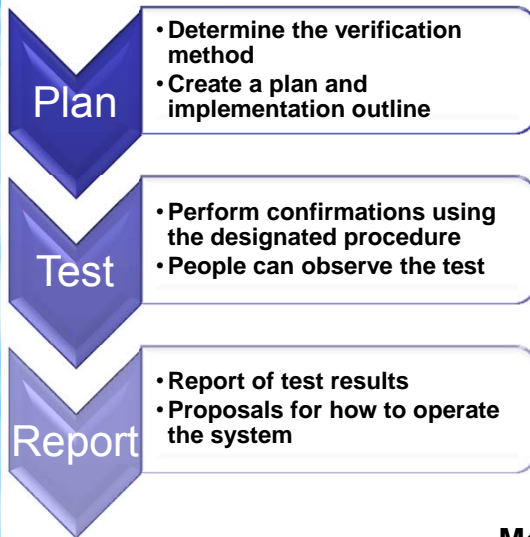 Plan
• Determine the verification
method
• Create a plan and
implementation outline
Test
• Perform confirmations using
the designated procedure
• People can observe the test
Report
• Report of test results
• Proposals for how to operate
the system